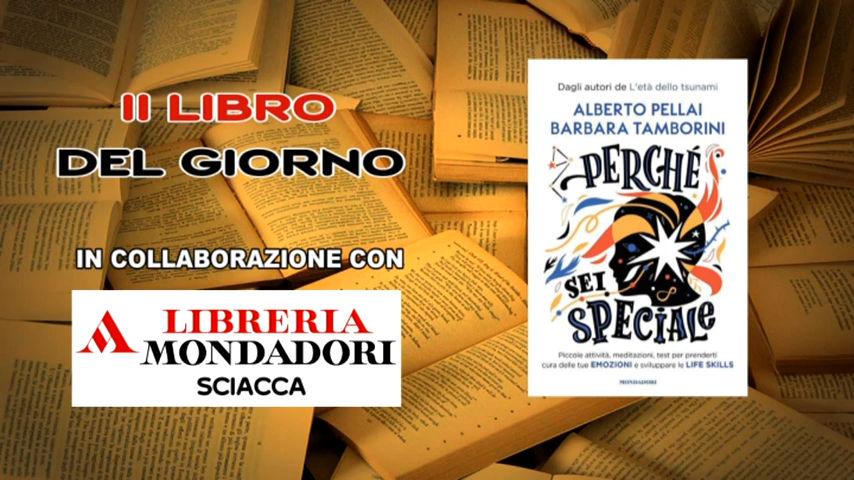 Il LIBRO
DEL GIORNO
IN COLLABORAZIONE CON
LIBRERIA
MONDADORI
SCIACCA
Dagli autori de L'età dello tsunami
ALBERTO PELLAI
BARBARA TAMBORINI
PERCHÉ
SEI
SPECIALE
Piccole attività, meditazioni, test per prenderti
cura delle tue EMOZIONI e sviluppare le LIFE SKILLS
MONDADORI